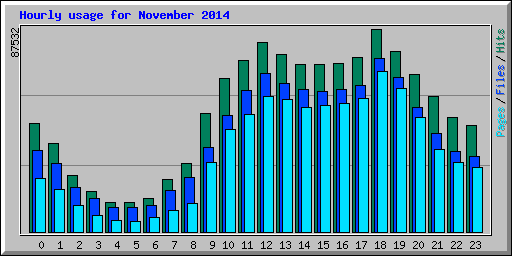 Hourly usage for November 2014
87532
Pages/Files/Hits
0 1 2 3 4 5 6 7 8 9 10 11 12 13 14 15 16 17 18 19 20 21 22 23